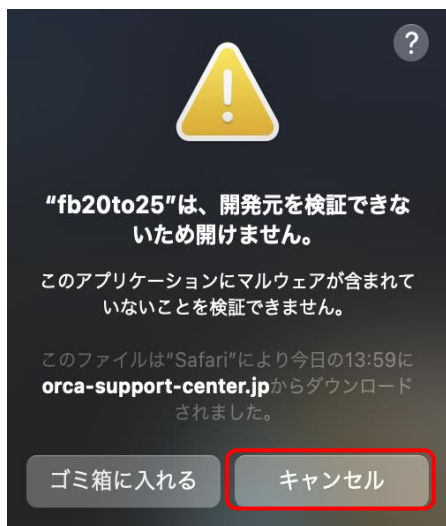 ?
“fb20to25”は、開発元を検証できな
いため開けません。
このアプリケーションにマルウェアが含まれて
いないことを検証できません。
このファイルは“Safari”により今日の13:59に
orca-support-center.jpからダウンロード
されました。
ゴミ箱に入れる
キャンセル